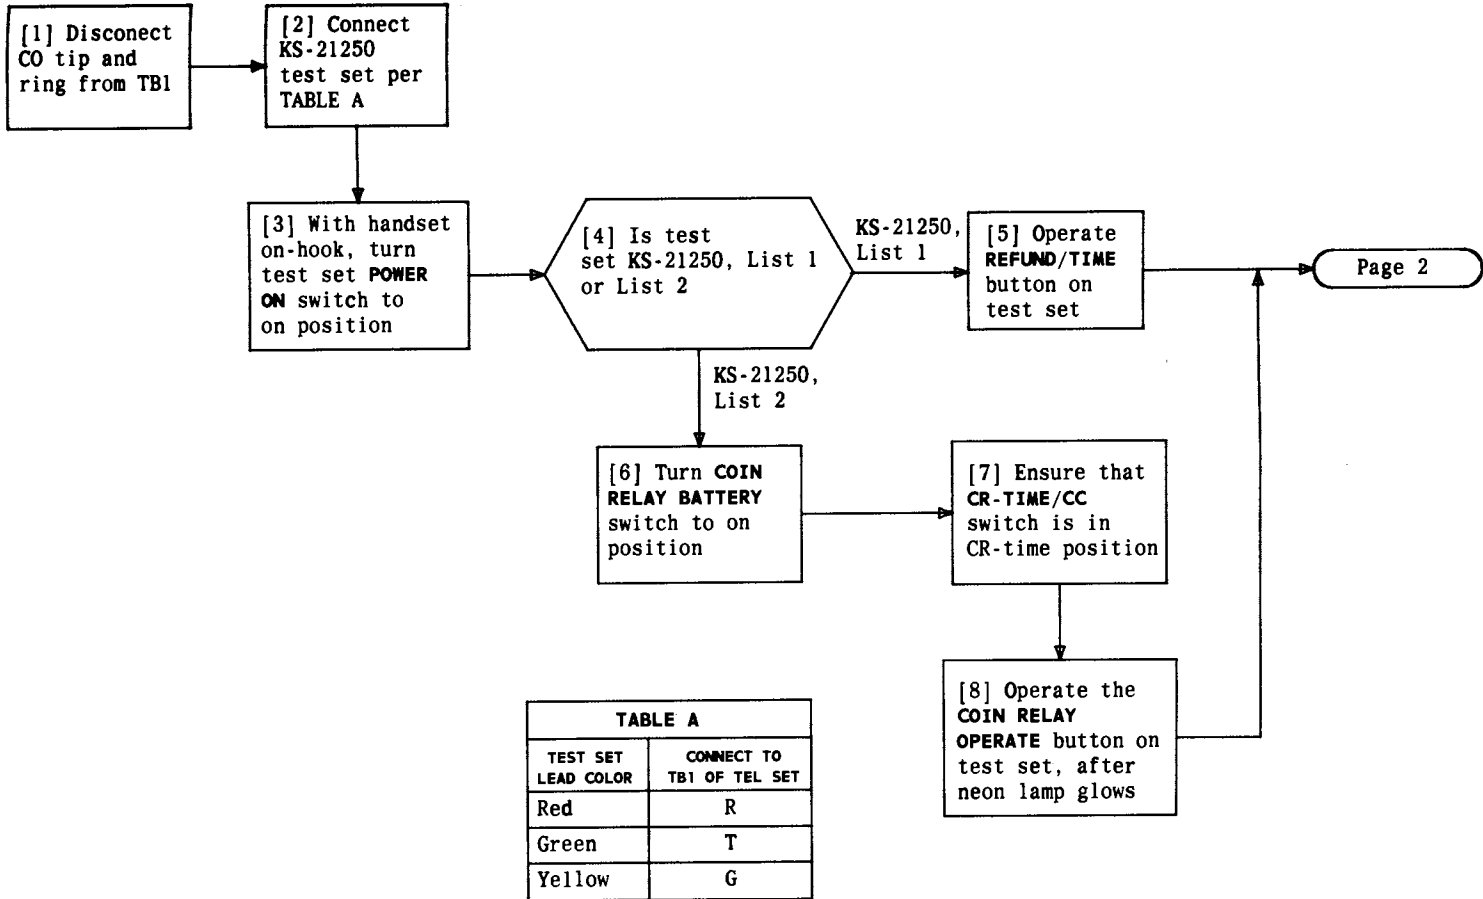 [1] Disconect
CO tip and
ring from TB1
[2] Connect
KS-21250
test set per
TABLE A
[3] With handset
on-hook, turn
test set POWER
ON switch to
on position
[4] Is test
set KS-21250, List 1
or List 2
KS-21250,
List 1
[5] Operate
REFUND/TIME
button on
test set
Page 2
KS-21250,
List 2
[6] Turn COIN
RELAY BATTERY
switch to on
position
[7] Ensure that
CR-TIME/CC
switch is in
CR-time position
[8] Operate the
COIN RELAY
OPERATE button on
test set, after
neon lamp glows
TABLE A
TEST SET
LEAD COLOR
CONNECT TO
TB1 OF TEL SET
Red R
Green T
Yellow G